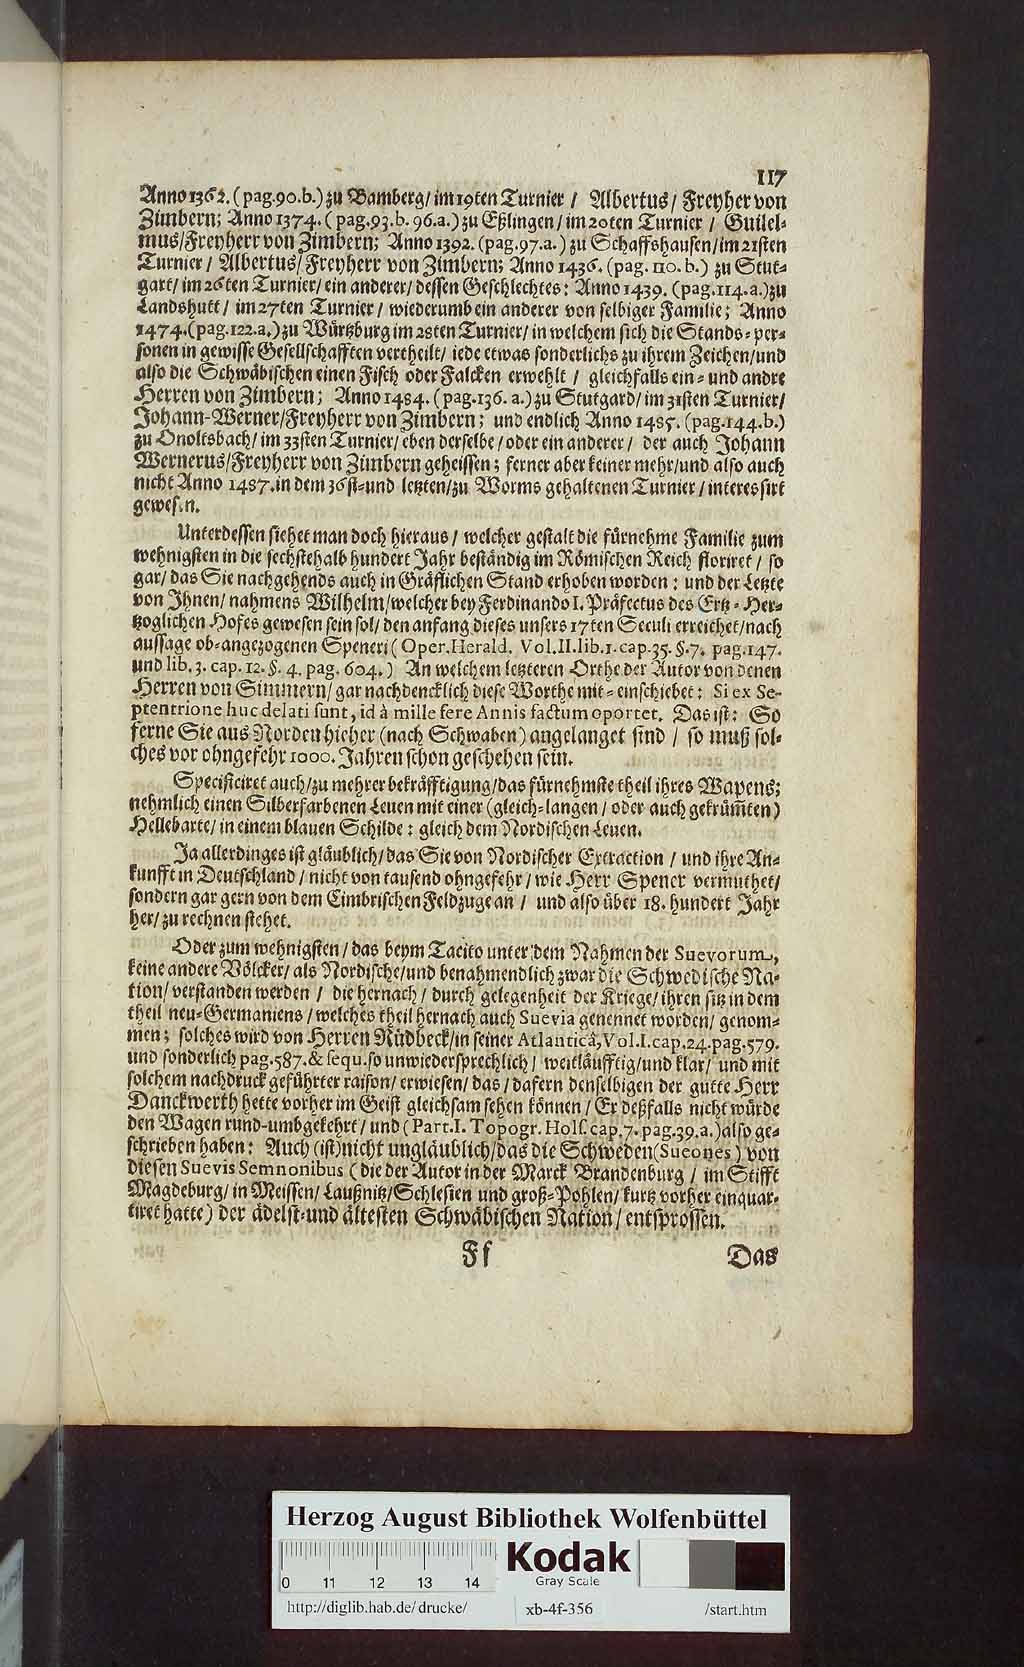 117
Anno 1362. (pag. 90. b.) zu Bamberg / im 19ten Turnier / Albertus / Freyher von
Zimbern; Anno 1374. (pag. 93. b. 96. a.) zu Eßlingen / im 20ten Turnier / Guilel-
mus / Freyherr von Zimbern; Anno 1392. (pag. 97. a.) zu Schaffshausen / im 21sten
Turnier / Albertus / Freyherr von Zimbern; Anno 1436. (pag. 110. b.) zu Stut-
gart / im 26ten Turnier / ein anderer / dessen Geschlechtes: Anno 1439. (pag. 114. a.) zu
Landshutt / im 27ten Turnier / wiederumb ein anderer von selbiger Familie; Anno
1474. (pag. 122. a.) zu Würtzburg im 28ten Turnier / in welchem sich die Stands-per-
sonen in gewisse Gesellschafften vertheilt / iede etwas sonderlichs zu ihrem Zeichen / und
also die Schwäbischen einen Fisch oder Falcken erwehlt / gleichfalls ein- und andre
Herren von Zimbern; Anno 1484. (pag. 136. a.) zu Stutgard / im 31sten Turnier /
Johann-Werner / Freyherr von Zimbern; und endlich Anno 1485. (pag. 144. b.)
zu Onoltsbach / im 33sten Turnier / eben derselbe / oder ein anderer / der auch Johann
Wernerus / Freyherr von Zimbern geheissen; ferner aber keiner mehr / und also auch
nicht Anno 1487. in dem 36st- und letzten / zu Worms gehaltenen Turnier / interessirt
gewesen.
Unterdessen siehet man doch hieraus / welcher gestalt die fürnehme Familie zum
wehnigsten in die sechstehalb hundert Jahr beständig im Römischen Reich floriret / so
gar / das Sie nachgehends auch in Gräflichen Stand erhoben worden: und der Letzte
von Ihnen / nahmens Wilhelm / welcher bey Ferdinando I. Präfectus des Ertz-Her-
tzoglichen Hofes gewesen sein sol / den anfang dieses unsers 17ten Seculi erreichet / nach
aussage ob-angezogenen Speneri (Oper. Herald. Vol. II. lib. 1. cap. 35. §. 7. pag. 147.
und lib. 3. cap. 12. §. 4. pag. 604.) An welchem letzteren Orthe der Autor von denen
Herren von Simmern / gar nachdencklich diese Worthe mit-einschiebet: Si ex Se-
ptentrione huc delati sunt, id à mille fere Annis factum oportet. Das ist: So
ferne Sie aus Norden hieher (nach Schwaben) angelanget sind / so muß sol-
ches vor ohngefehr 1000. Jahren schon geschehen sein.
Specificiret auch / zu mehrer bekräfftigung / das fürnehmste theil ihres Wapens;
nehmlich einen Silberfarbenen Leuen mit einer (gleich-langen / oder auch gekrüm̄ten)
Hellebarte / in einem blauen Schilde: gleich dem Nordischen Leuen.
Ja allerdinges ist gläublich / das Sie von Nordischer Extraction / und ihre An-
kunfft in Deutschland / nicht von tausend ohngefehr / wie Herr Spener vermuthet /
sondern gar gern von dem Cimbrischen Feldzuge an / und also über 18. hundert Jahr
her / zu rechnen stehet.
Oder zum wehnigsten / das beym Tacito unter dem Nahmen der Suevorum,
keine andere Völcker / als Nordische / und benahmendlich zwar die Schwedische Na-
tion / verstanden werden / die hernach / durch gelegenheit der Kriege / ihren sitz in dem
theil neu-Germaniens / welches theil hernach auch Suevia genennet worden / genom-
men; solches wird von Herren Rüdbeck / in seiner Atlanticâ, Vol. I. cap. 24. pag. 579.
und sonderlich pag. 587. & sequ. so unwiedersprechlich / weitläufftig / und klar / und mit
solchem nachdruck geführter raison / erwiesen / das / dafern denselbigen der gutte Herr
Danckwerth hette vorher im Geist gleichsam sehen können / Er deßfalls nicht würde
den Wagen rund-umbgekehrt / und (Part. I. Topogr. Hols. cap. 7. pag. 39. a.) also ge-
schrieben haben: Auch (ist) nicht ungläublich / das die Schweden (Sueones) von
diesen Suevis Semnonibus (die der Autor in der Marck Brandenburg / im Stifft
Magdeburg / in Meissen / Laußnitz / Schlesien und groß-Pohlen / kurtz vorher einquar-
tiret hatte) der ädelst- und ältesten Schwäbischen Nation / entsprossen.
Ff Das
Herzog August Bibliothek Wolfenbüttel
0 11 12 13 14
Kodak
Gray Scale
http://diglib.hab.de/drucke/ xb-4f-356 /start.htm